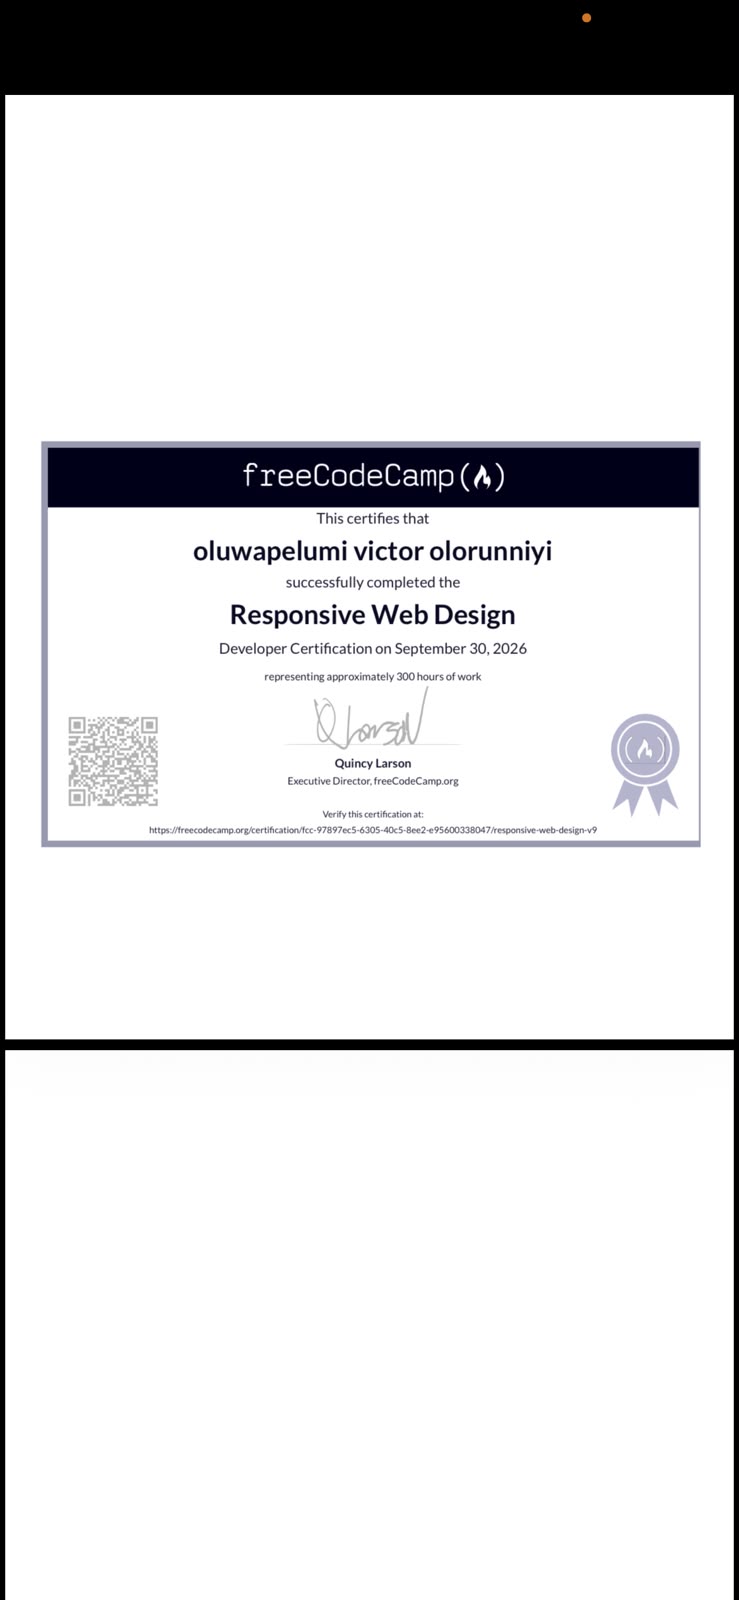 freeCodeCamp
This certifies that
oluwapelumi victor olorunniyi
successfully completed the
Responsive Web Design
Developer Certification on September 30, 2026
representing approximately 300 hours of work
Q Larson
Quincy Larson
Executive Director, freeCodeCamp.org
Verify this certification at:
https://freecodecamp.org/certification/fcc-97897ec5-6305-40c5-8ee2-e95600338047/responsive-web-design-v9